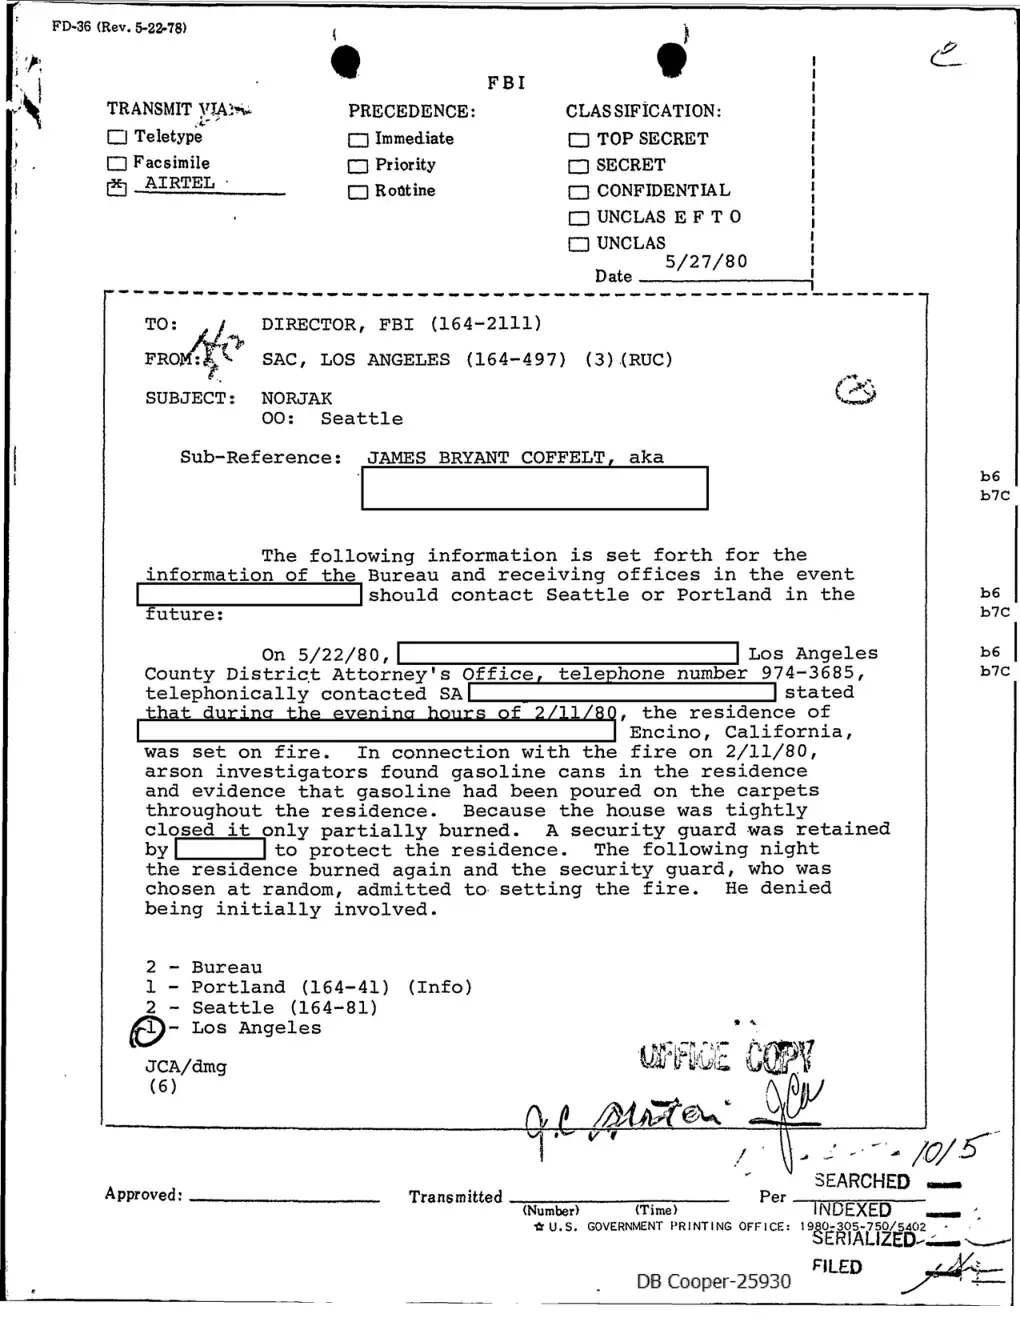 FD-36 (Rev. 5-22-78)
FBI
TRANSMIT VIA:
Teletype
Facsimile
x AIRTEL
PRECEDENCE:
Immediate
Priority
Routine
CLASSIFICATION:
TOP SECRET
SECRET
CONFIDENTIAL
UNCLAS E F T O
UNCLAS
Date 5/27/80
TO: DIRECTOR, FBI (164-2111)
FROM: SAC, LOS ANGELES (164-497) (3) (RUC)
SUBJECT: NORJAK
OO: Seattle
Sub-Reference: JAMES BRYANT COFFELT, aka
b6
b7C
The following information is set forth for the
information of the Bureau and receiving offices in the event
should contact Seattle or Portland in the
future:
b6
b7C
On 5/22/80, Los Angeles
County District Attorney's Office, telephone number 974-3685,
telephonically contacted SA stated
that during the evening hours of 2/11/80, the residence of
Encino, California,
was set on fire. In connection with the fire on 2/11/80,
arson investigators found gasoline cans in the residence
and evidence that gasoline had been poured on the carpets
throughout the residence. Because the house was tightly
closed it only partially burned. A security guard was retained
by to protect the residence. The following night
the residence burned again and the security guard, who was
chosen at random, admitted to setting the fire. He denied
being initially involved.
b6
b7C
2 - Bureau
1 - Portland (164-41) (Info)
2 - Seattle (164-81)
1 - Los Angeles
JCA/dmg
(6)
OFFICE COPY
1015
Approved: Transmitted Per
(Number) (Time)
☆ U.S. GOVERNMENT PRINTING OFFICE: 1980-305-750/5402
SEARCHED
INDEXED
SERIALIZED
FILED
DB Cooper-25930